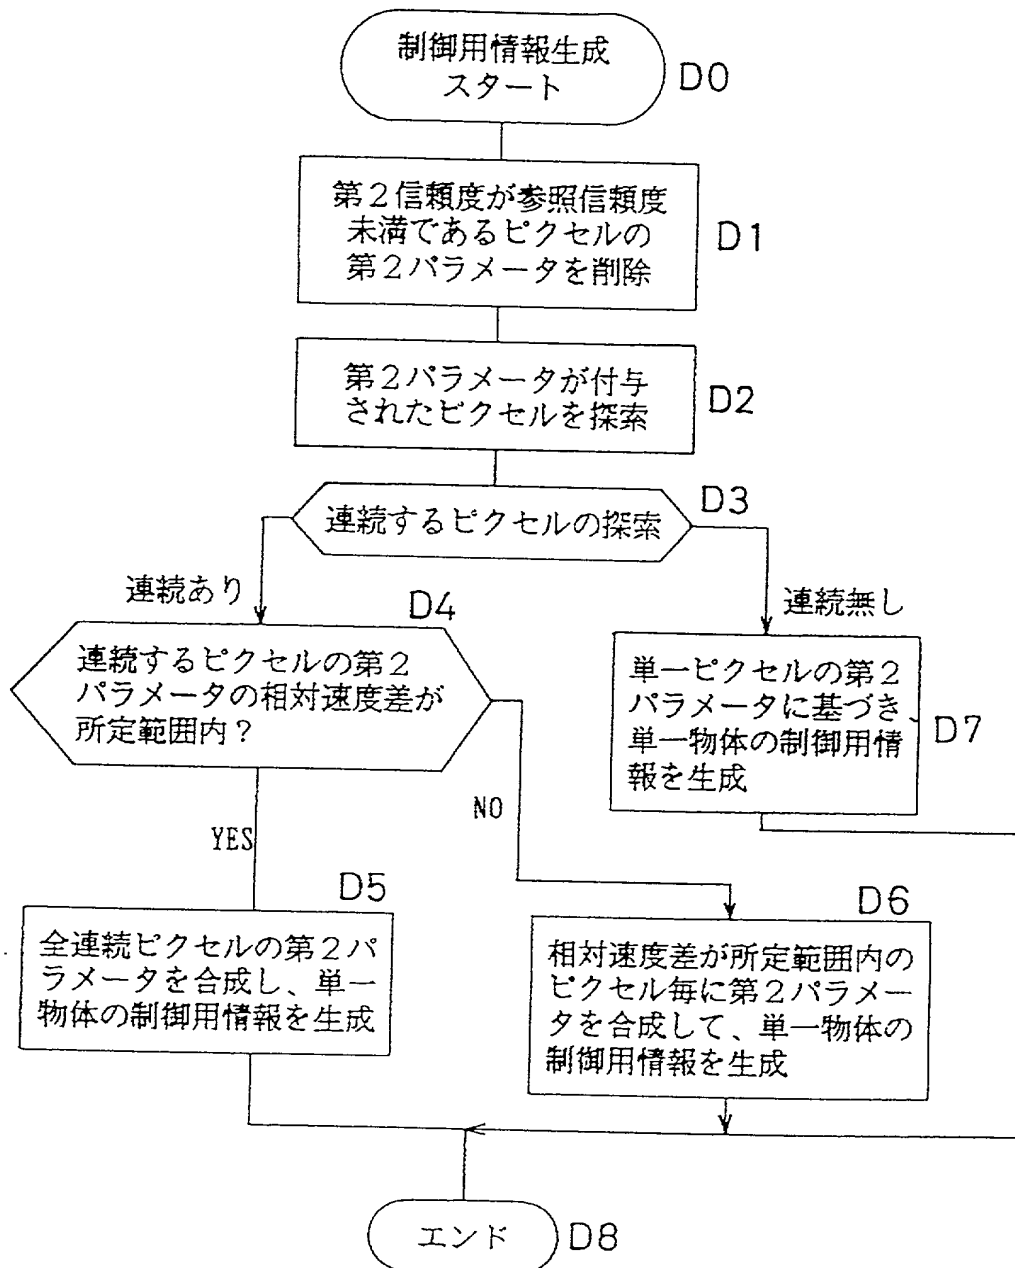 制御用情報生成
スタート
D0
第2信頼度が参照信頼度
未満であるピクセルの
第2パラメータを削除
D1
第2パラメータが付与
されたピクセルを探索
D2
連続するピクセルの探索
D3
連続あり
連続無し
D4
連続するピクセルの第2
パラメータの相対速度差が
所定範囲内?
単一ピクセルの第2
パラメータに基づき、
単一物体の制御用情
報を生成
D7
YES
NO
D5
全連続ピクセルの第2パ
ラメータを合成し、単一
物体の制御用情報を生成
D6
相対速度差が所定範囲内の
ピクセル毎に第2パラメー
タを合成して、単一物体の
制御用情報を生成
エンド
D8